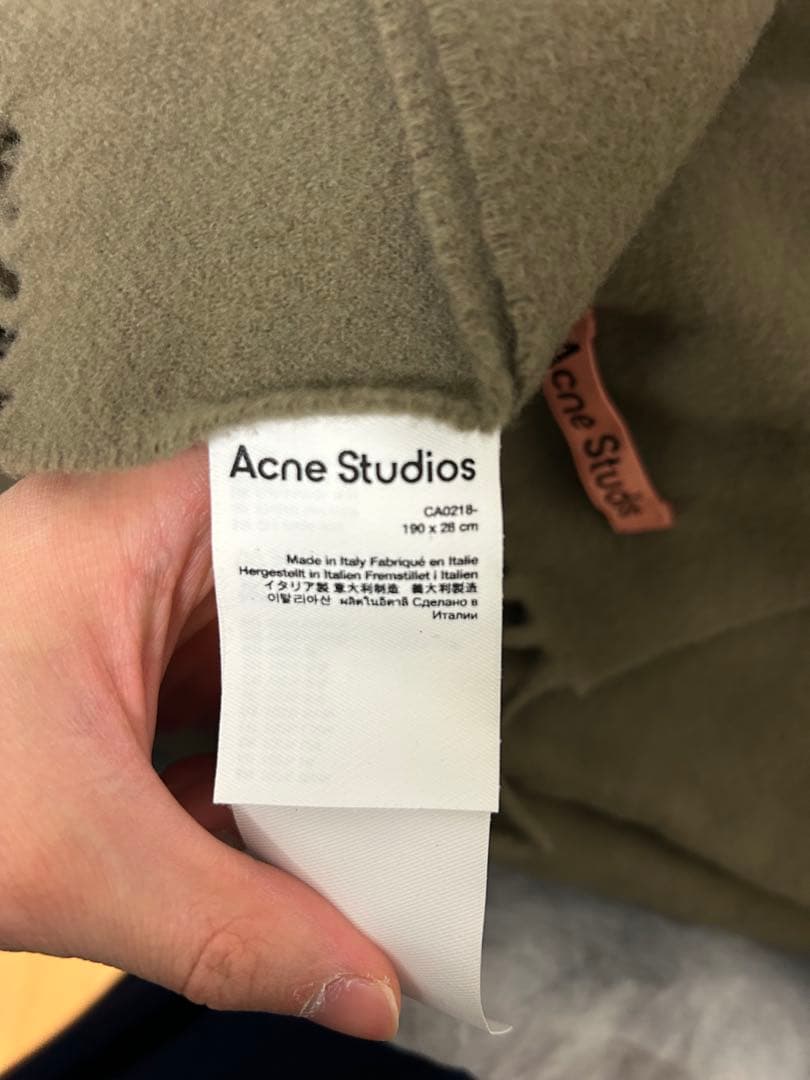 Acne Studios
CA0218-
190 x 28 cm
Made in Italy Fabriqué en Italie
Hergestellt in Italien Fremstillet i Italien
イタリア製 意大利制造 義大利製造
이탈리아산 ผลิตในอิตาลี Сделано в
Италии
Acne Studios